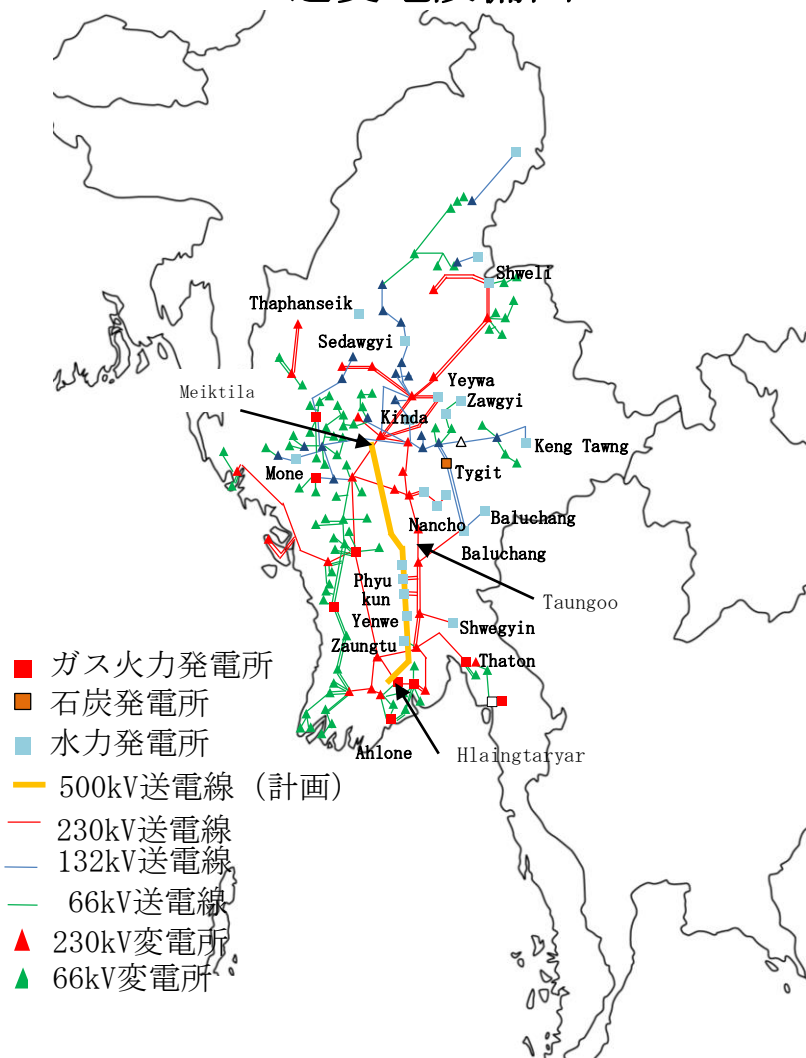 Shweli
Thaphanseik
Sedawgyi
Meiktila
Yeywa
Zawgyi
Kinda
Keng Tawng
Mone
Tygit
Nancho
Baluchang
Baluchang
Phyu
kun
Taungoo
Yenwe
Shwegyin
Zaungtu
Thaton
Ahlone
Hlaingtaryar
ガス火力発電所
石炭発電所
水力発電所
500kV送電線 (計画)
230kV送電線
132kV送電線
66kV送電線
230kV変電所
66kV変電所